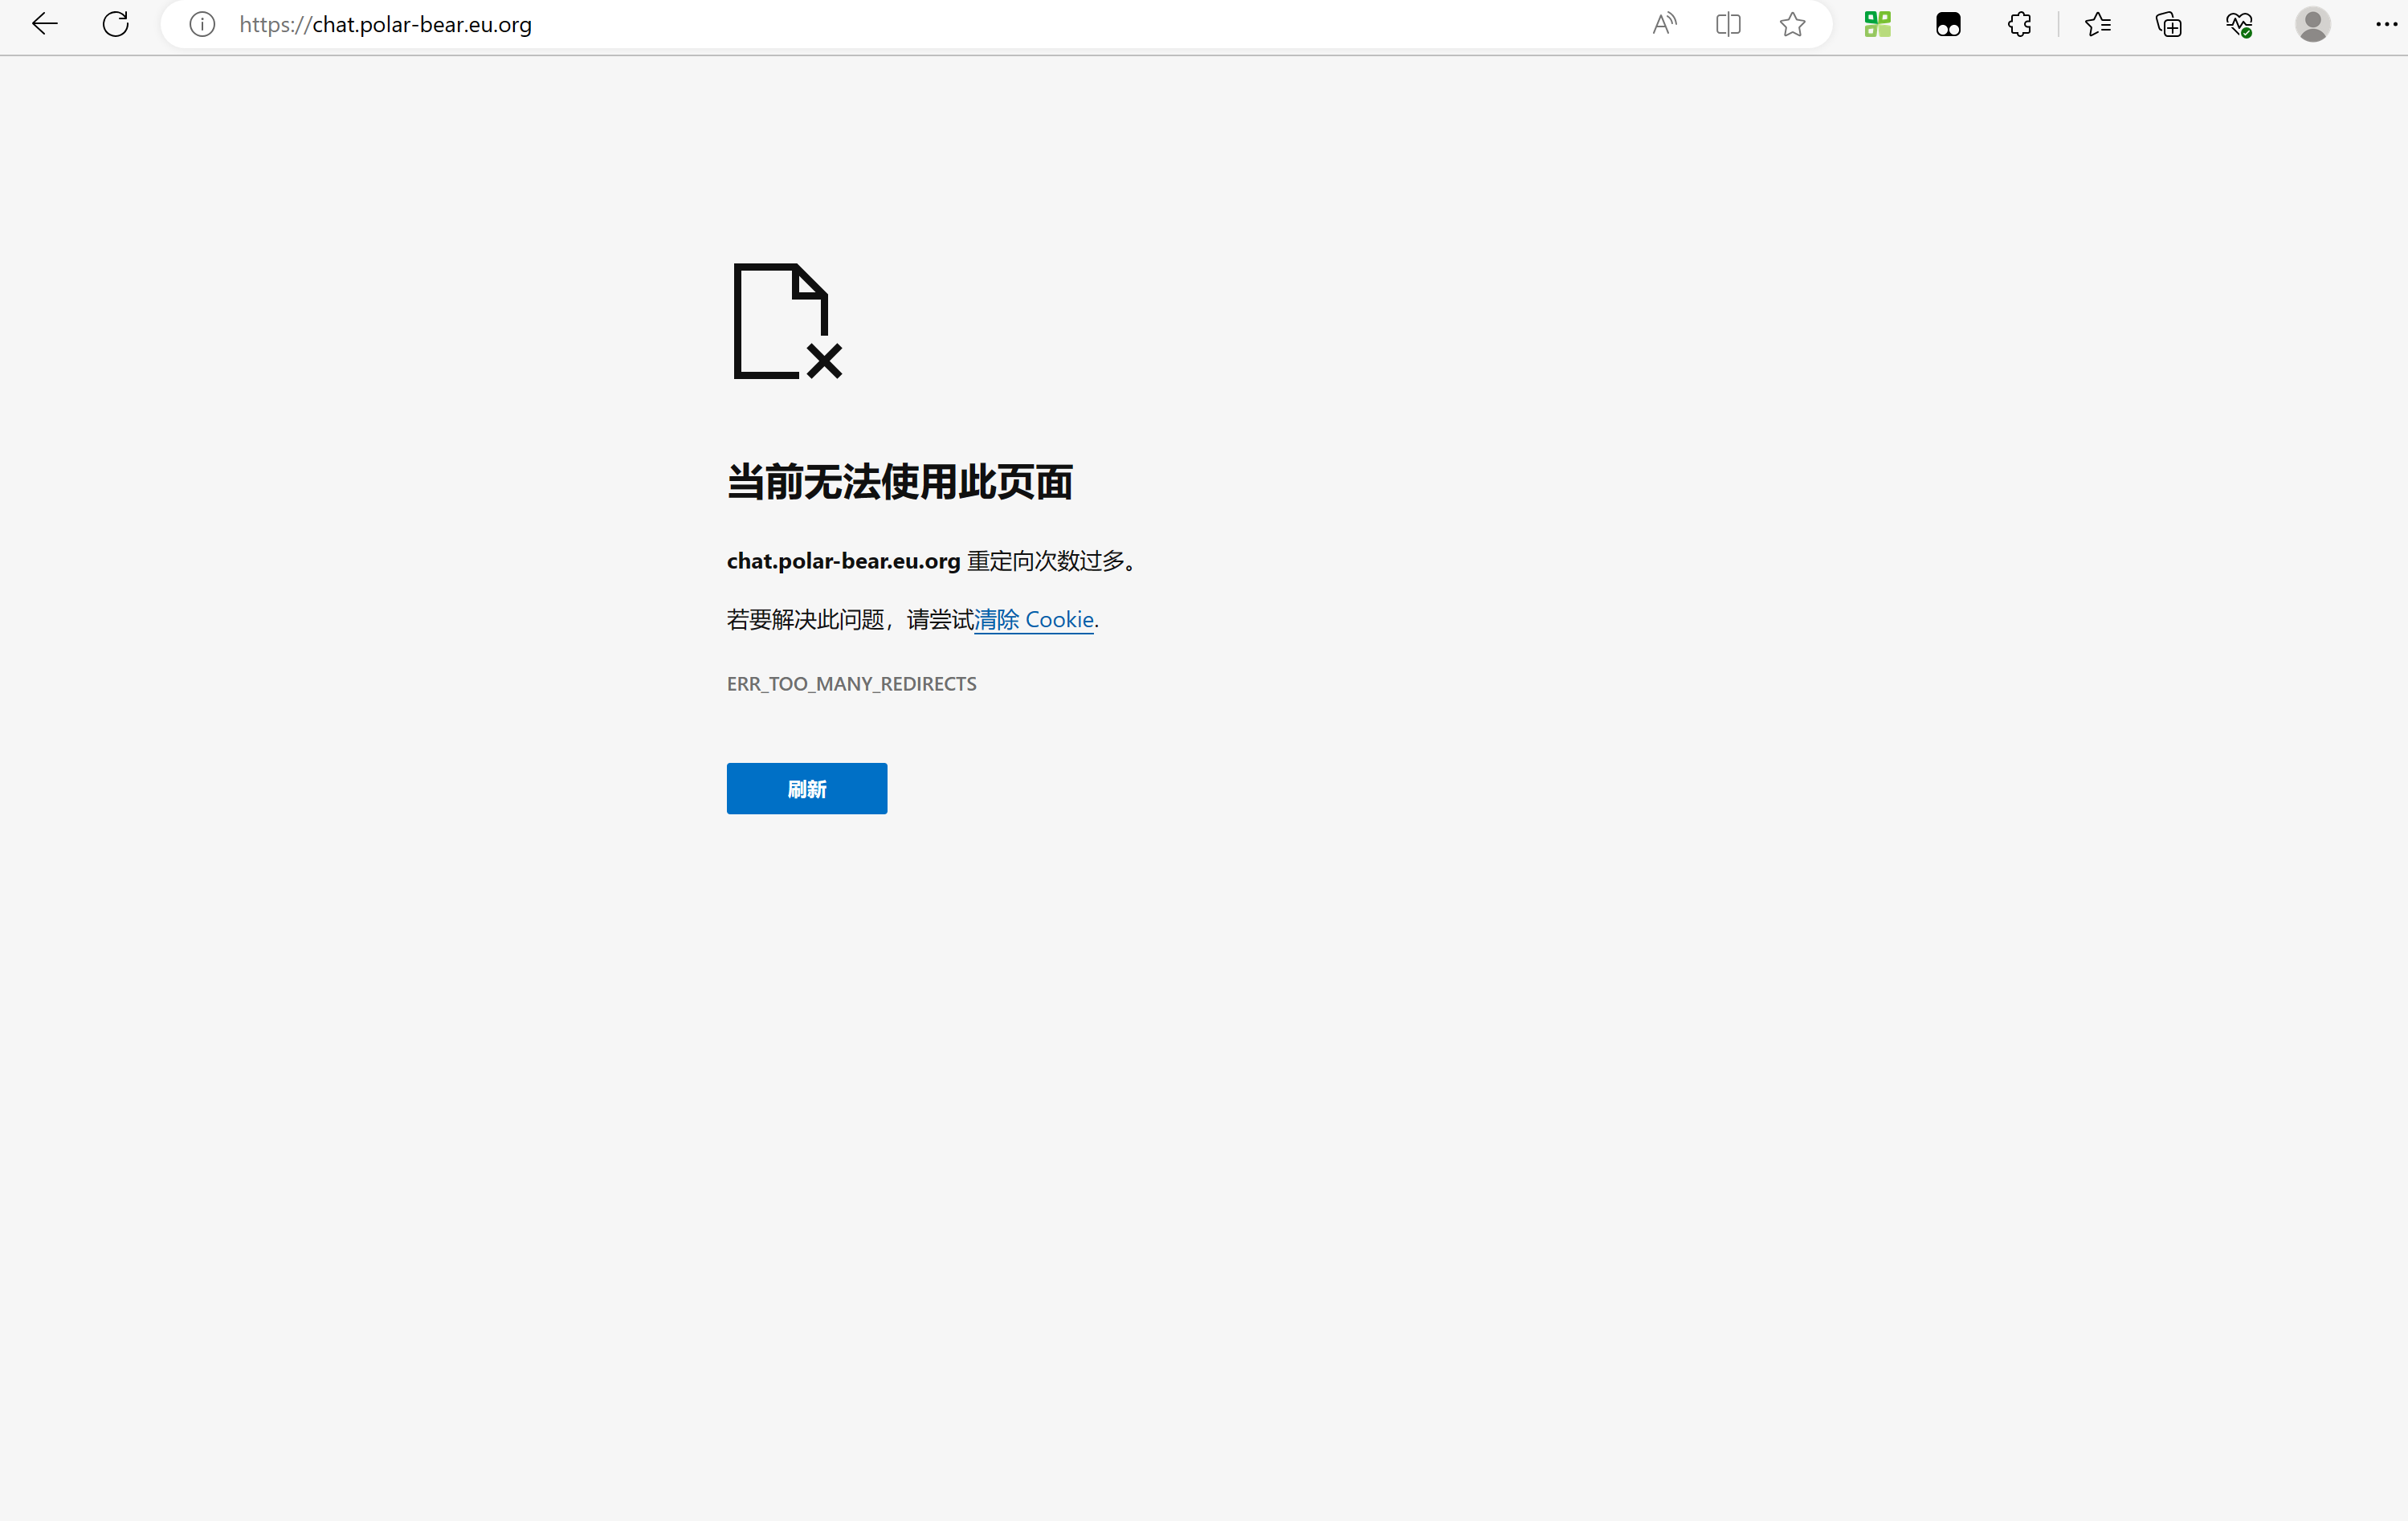 https://chat.polar-bear.eu.org
当前无法使用此页面
chat.polar-bear.eu.org 重定向次数过多。
若要解决此问题，请尝试清除 Cookie.
ERR_TOO_MANY_REDIRECTS
刷新